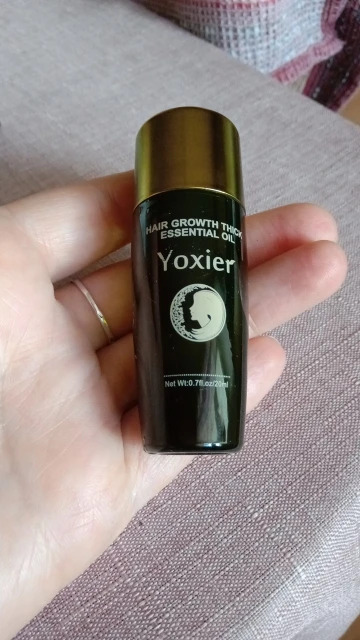 HAIR GROWTH THICK
ESSENTIAL OIL
Yoxier
Net Wt:0.7fl.oz/20ml